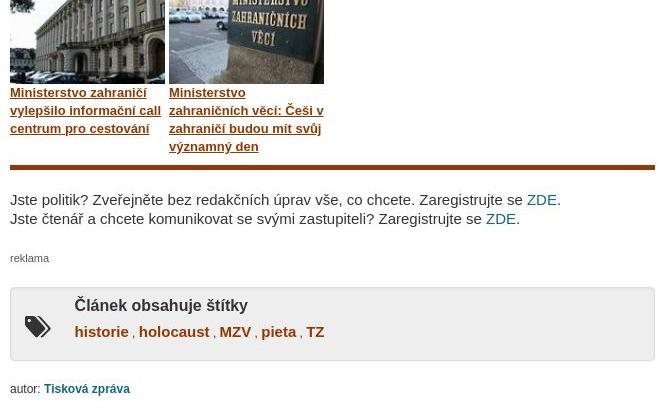 MINISTERSTVO
ZAHRANIČNÍCH
VĚCÍ
Ministerstvo zahraničí
vylepšilo informační call
centrum pro cestování
Ministerstvo
zahraničních věcí: Češi v
zahraničí budou mít svůj
významný den
Jste politik? Zveřejněte bez redakčních úprav vše, co chcete. Zaregistrujte se ZDE.
Jste čtenář a chcete komunikovat se svými zastupiteli? Zaregistrujte se ZDE.
reklama
Článek obsahuje štítky
historie , holocaust , MZV , pieta , TZ
autor: Tisková zpráva